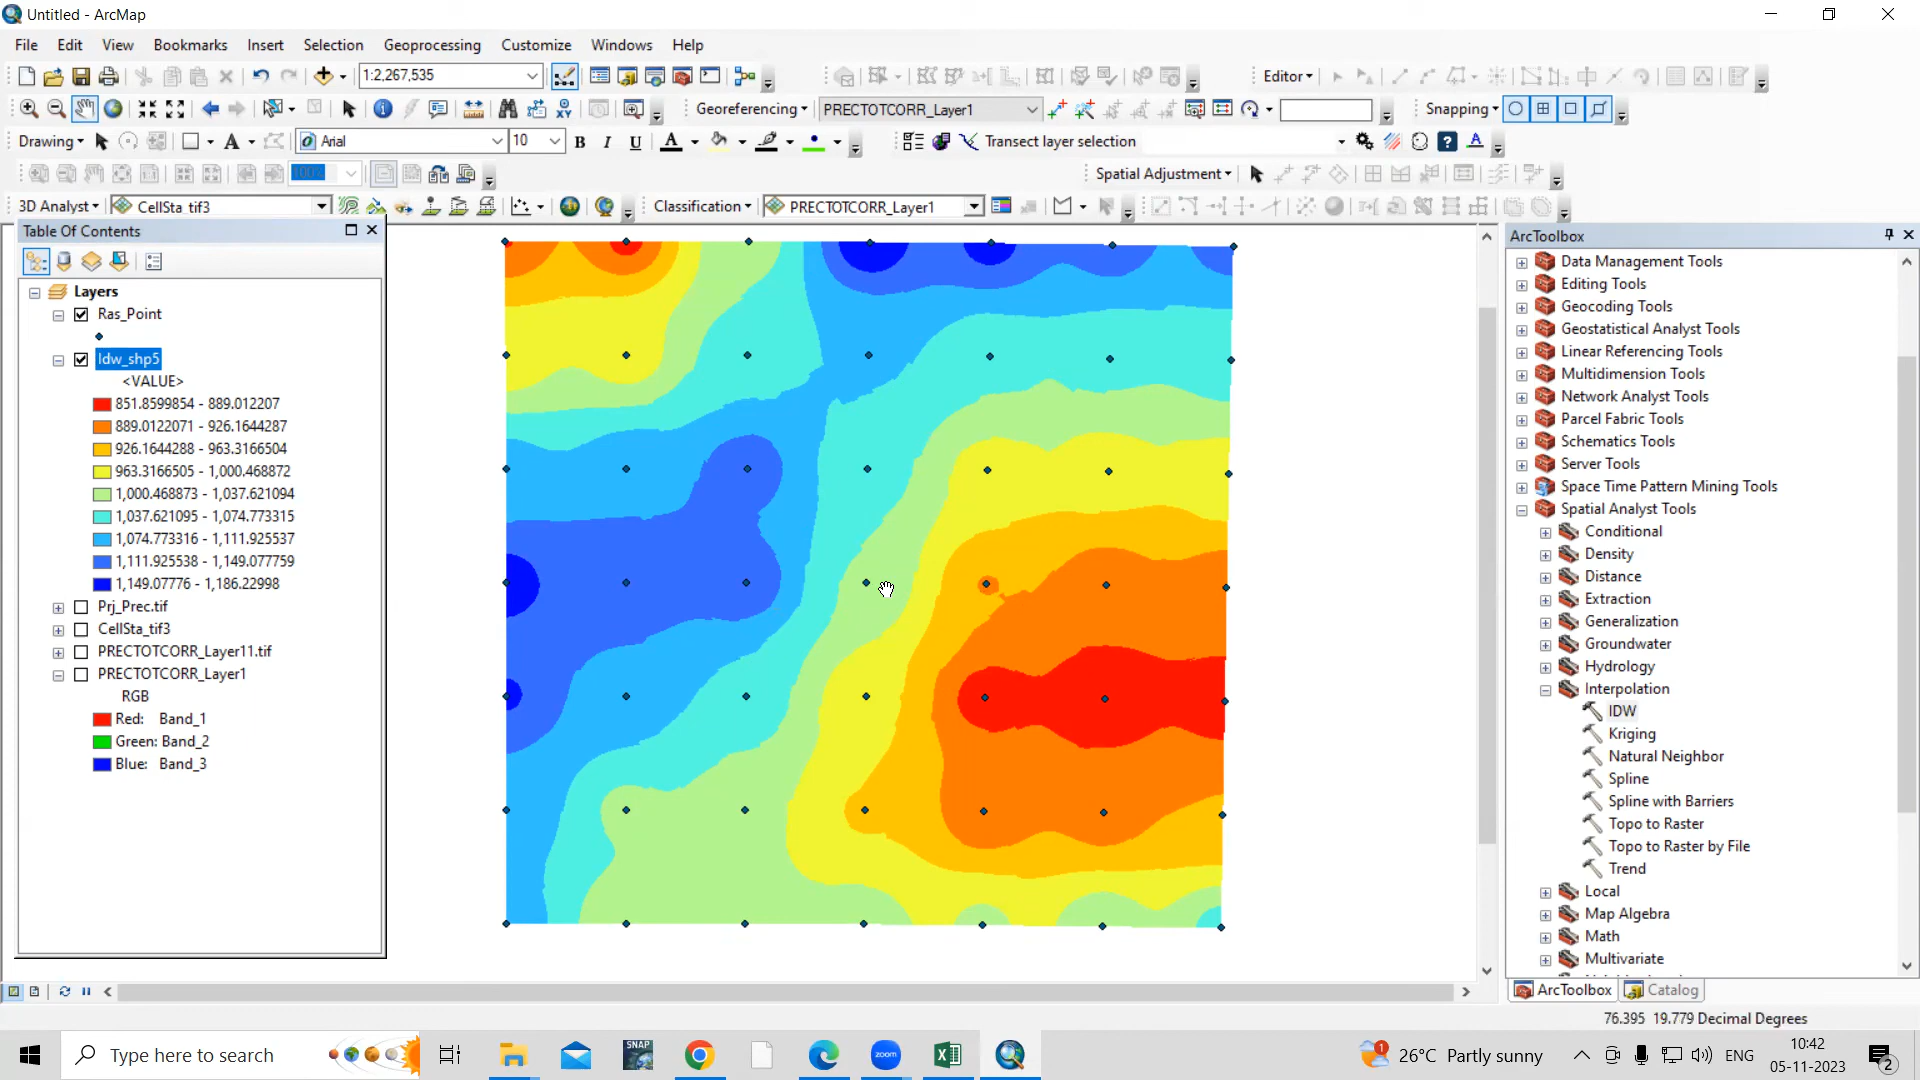 Untitled - ArcMap
File Edit View Bookmarks Insert Selection Geoprocessing Customize Windows Help
1:2,267,535
Editor
Georeferencing PRECTOTCORR_Layer1 Snapping
Drawing A Arial 10 B I U A Transect layer selection
100%
Spatial Adjustment
3D Analyst CellSta_tif3 Classification PRECTOTCORR_Layer1
Table Of Contents
Layers
Ras_Point
Idw_shp5
<VALUE>
851.8599854 - 889.012207
889.0122071 - 926.1644287
926.1644288 - 963.3166504
963.3166505 - 1,000.468872
1,000.468873 - 1,037.621094
1,037.621095 - 1,074.773315
1,074.773316 - 1,111.925537
1,111.925538 - 1,149.077759
1,149.07776 - 1,186.22998
Prj_Prec.tif
CellSta_tif3
PRECTOTCORR_Layer11.tif
PRECTOTCORR_Layer1
RGB
Red: Band_1
Green: Band_2
Blue: Band_3
ArcToolbox
Data Management Tools
Editing Tools
Geocoding Tools
Geostatistical Analyst Tools
Linear Referencing Tools
Multidimension Tools
Network Analyst Tools
Parcel Fabric Tools
Schematics Tools
Server Tools
Space Time Pattern Mining Tools
Spatial Analyst Tools
Conditional
Density
Distance
Extraction
Generalization
Groundwater
Hydrology
Interpolation
IDW
Kriging
Natural Neighbor
Spline
Spline with Barriers
Topo to Raster
Topo to Raster by File
Trend
Local
Map Algebra
Math
Multivariate
ArcToolbox Catalog
76.395 19.779 Decimal Degrees
Type here to search
SNAP
zoom
1
26°C Partly sunny
ENG
10:42
05-11-2023
2